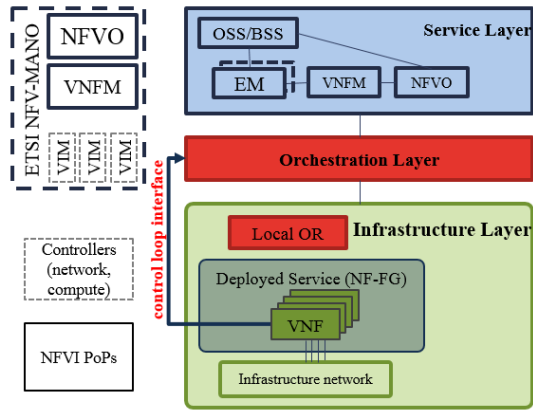 ETSI NFV-MANO
NFVO
VNFM
VIM
VIM
VIM
Controllers
(network,
compute)
NFVI PoPs
Service Layer
OSS/BSS
EM
VNFM
NFVO
Orchestration Layer
control loop interface
Infrastructure Layer
Local OR
Deployed Service (NF-FG)
VNF
Infrastructure network